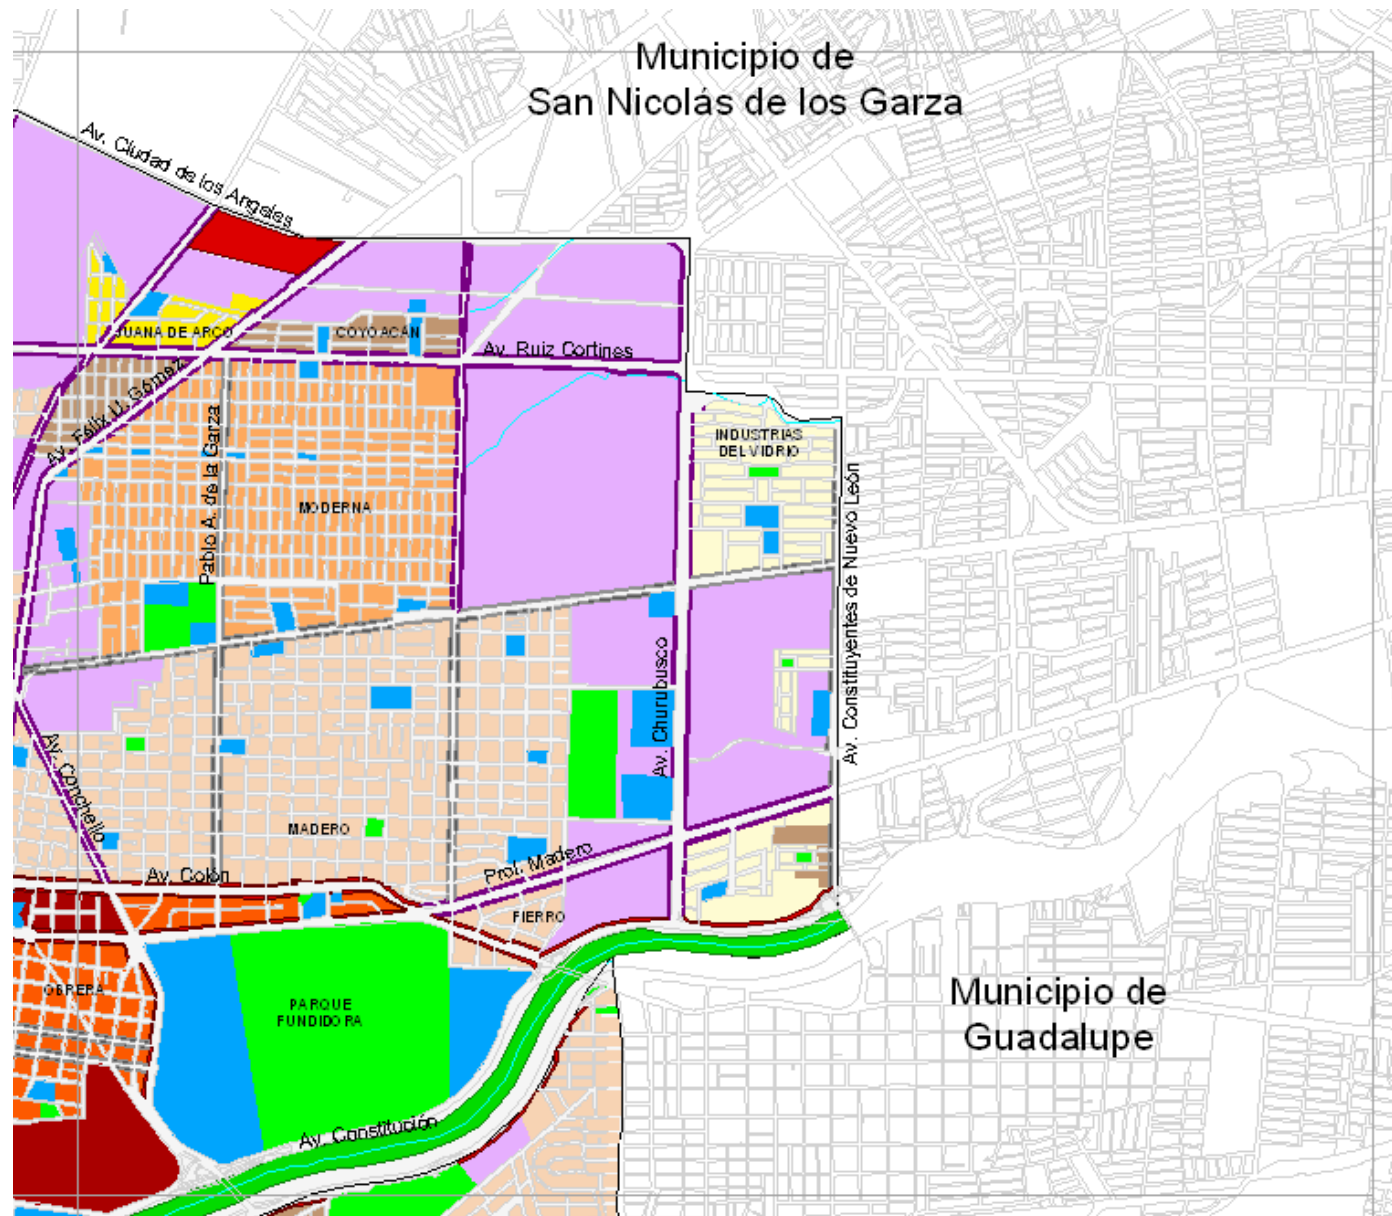 Municipio de
San Nicolás de los Garza
Av. Ciudad de los Angeles
JUANA DE ARCO
COYOACÁN
Av. Ruiz Cortines
Av. Félix U. Gómez
Pablo A. de la Garza
INDUSTRIAS
DEL VIDRIO
MODERNA
Av. Constituyentes de Nuevo León
Av. Churubusco
Av. Conchello
MADERO
Prol. Madero
Av. Colón
FIERRO
OBRERA
PARQUE
FUNDIDORA
Municipio de
Guadalupe
Av. Constitución